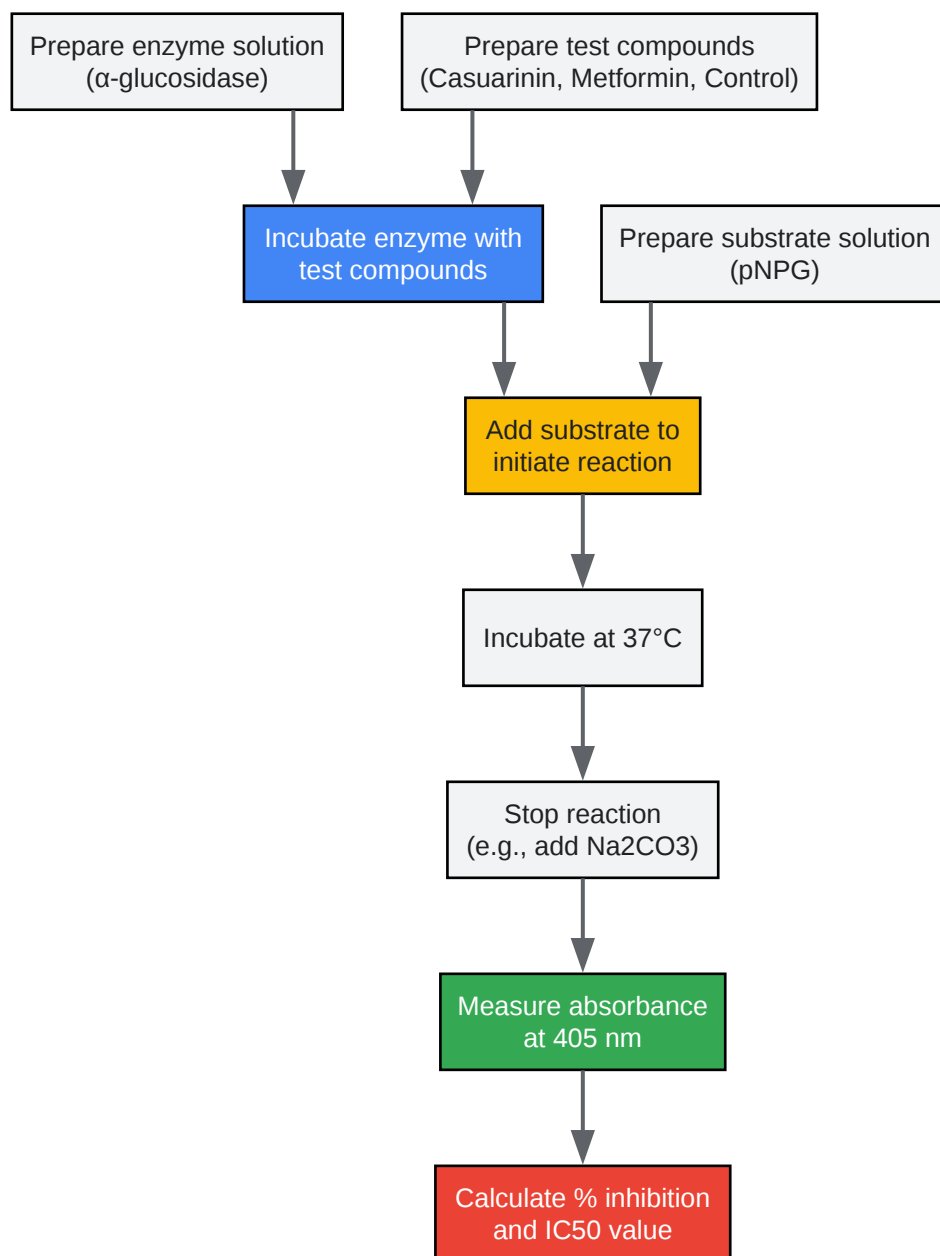 Prepare enzyme solution
(α-glucosidase)
Prepare test compounds
(Casuarinin, Metformin, Control)
Incubate enzyme with
test compounds
Prepare substrate solution
(pNPG)
Add substrate to
initiate reaction
Incubate at 37°C
Stop reaction
(e.g., add Na2CO3)
Measure absorbance
at 405 nm
Calculate % inhibition
and IC50 value